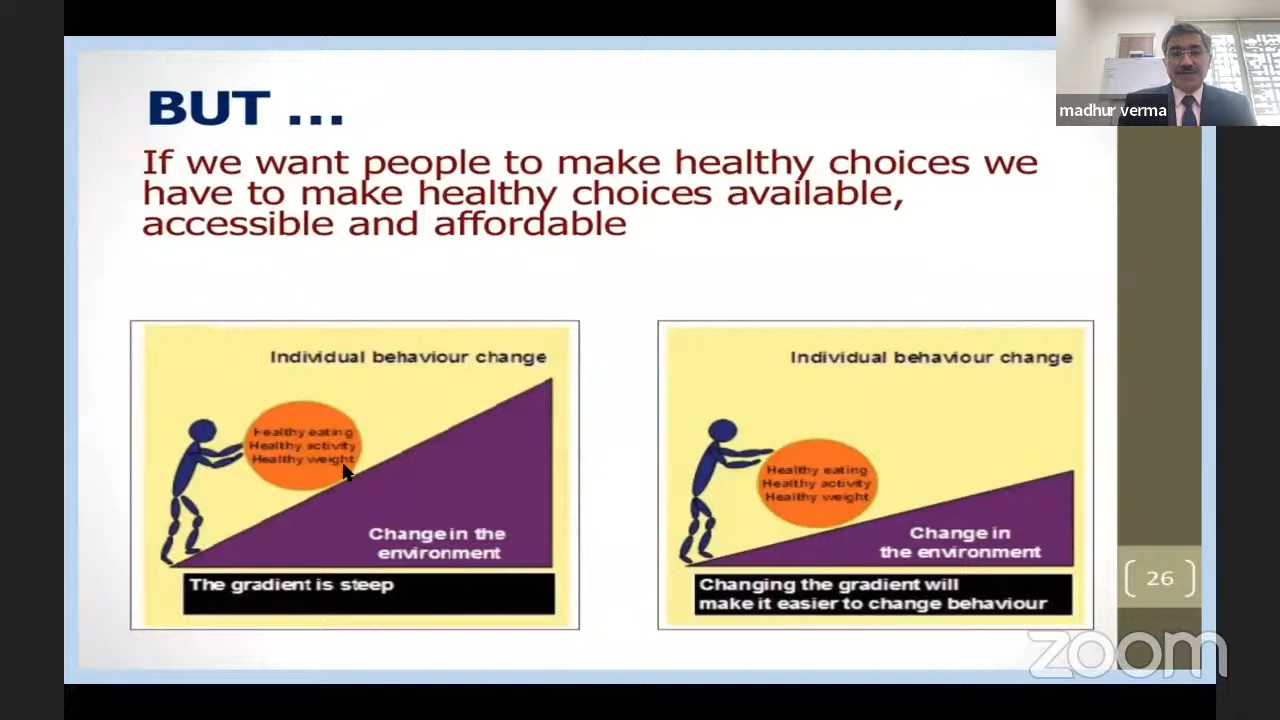 BUT ...
If we want people to make healthy choices we
have to make healthy choices available,
accessible and affordable
Individual behaviour change
Healthy eating
Healthy activity
Healthy weight
Change in the
environment
The gradient is steep
Individual behaviour change
Healthy eating
Healthy activity
Healthy weight
Change in
the environment
Changing the gradient will
make it easier to change behaviour
26
madhur verma
zoom